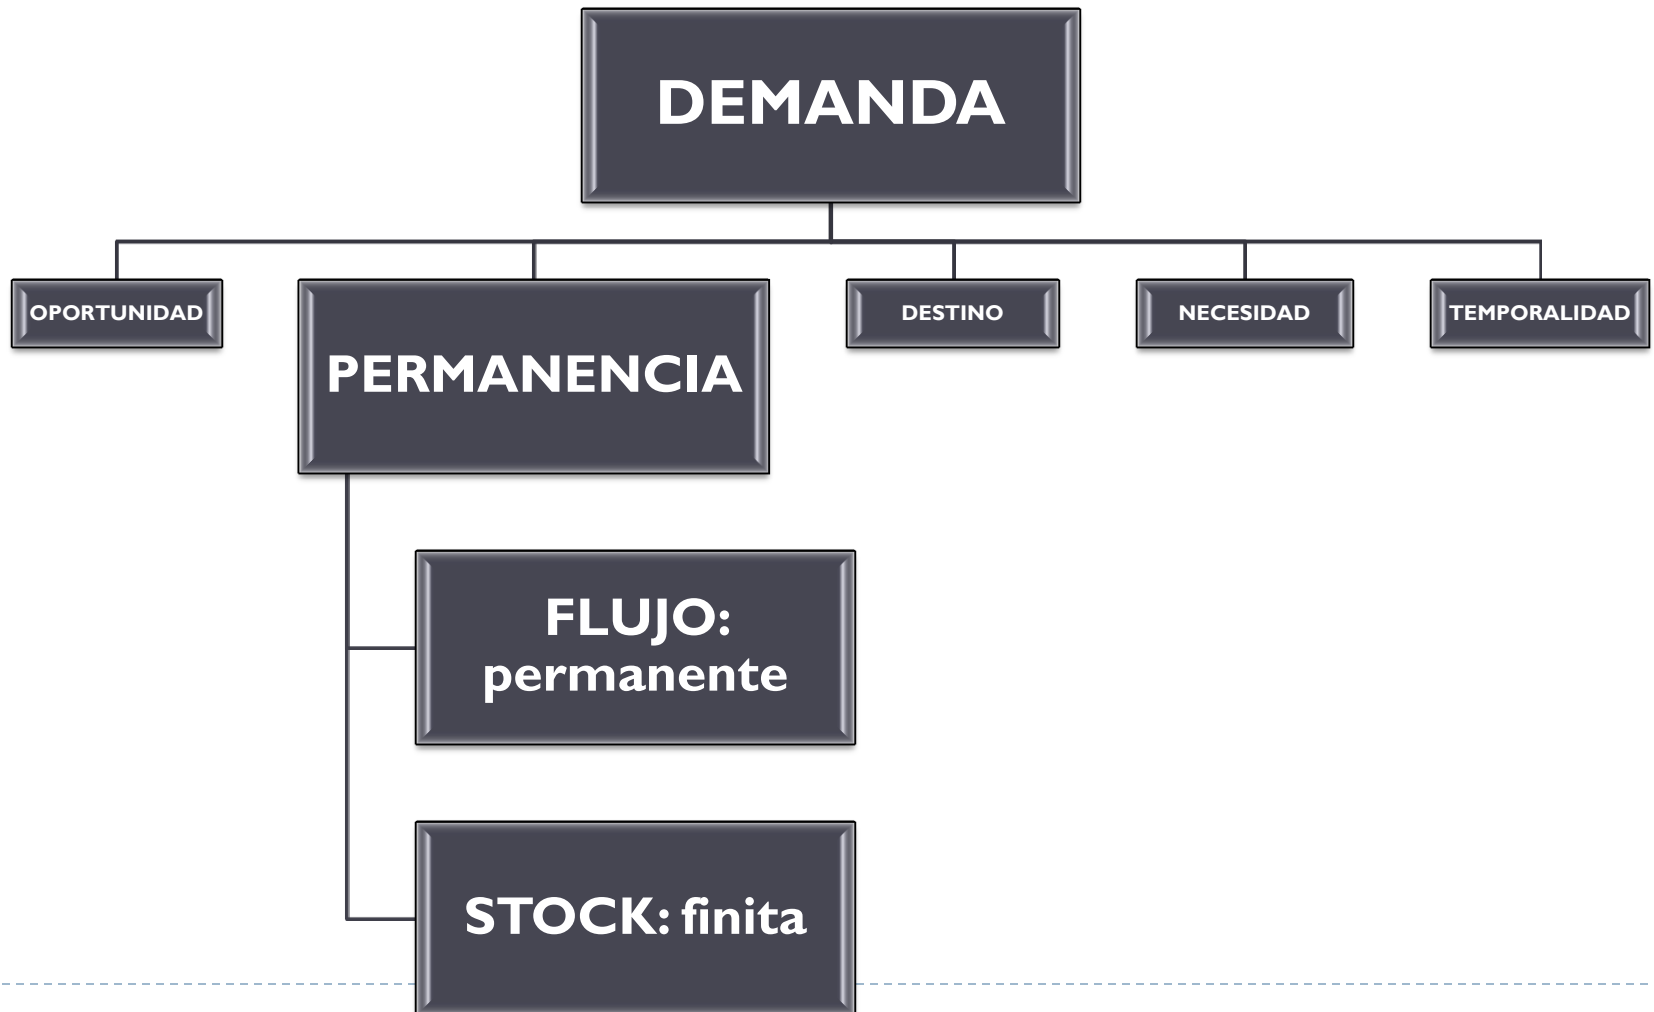 DEMANDA
OPORTUNIDAD
PERMANENCIA
DESTINO
NECESIDAD
TEMPORALIDAD
FLUJO:
permanente
STOCK: finita